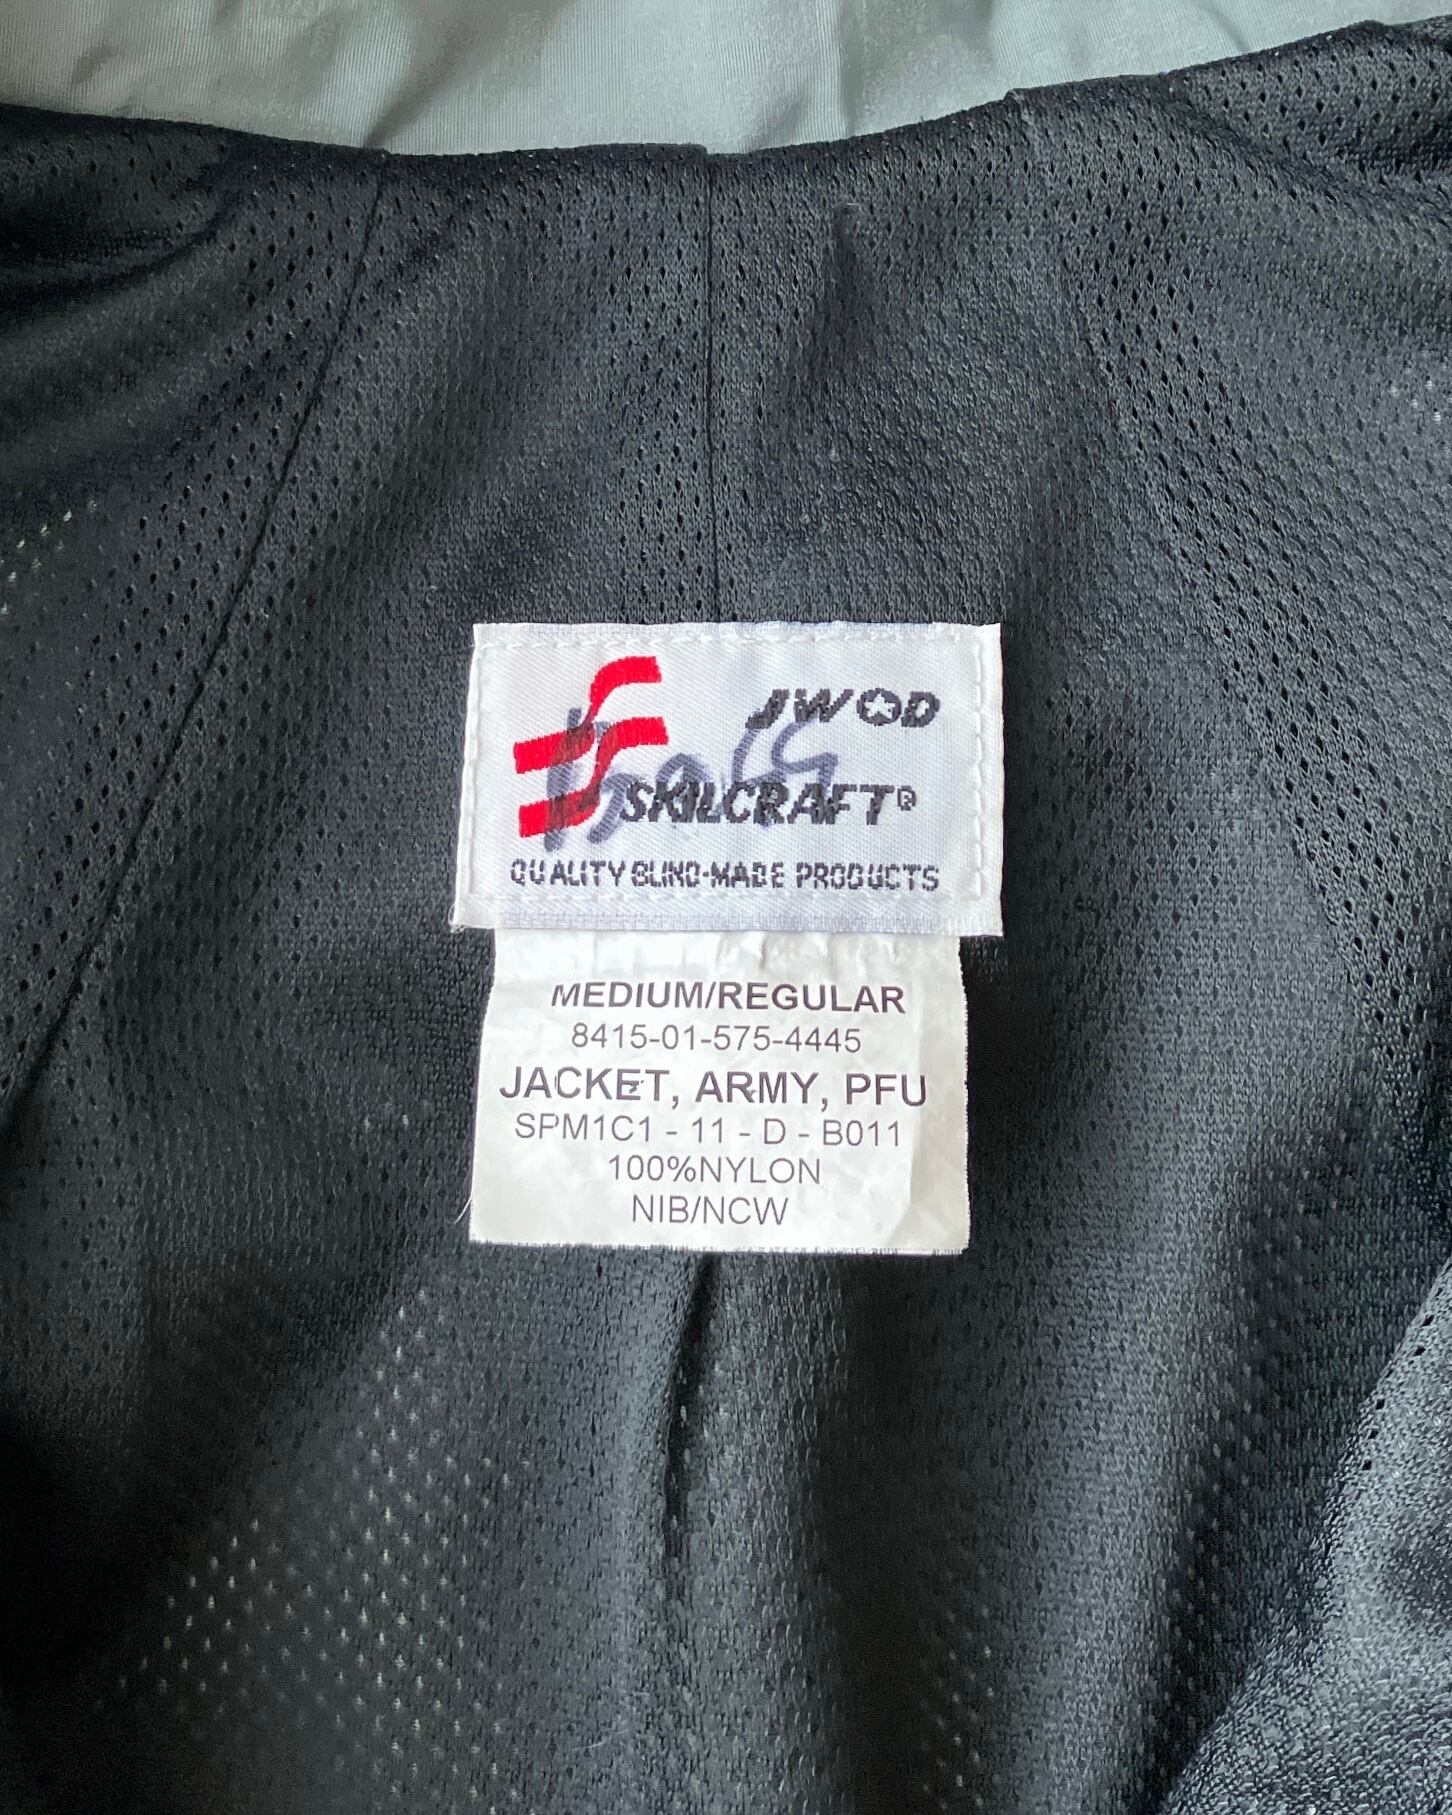 JWOD
SKILCRAFT®
QUALITY BLIND-MADE PRODUCTS
MEDIUM/REGULAR
8415-01-575-4445
JACKET, ARMY, PFU
SPM1C1 - 11 - D - B011
100%NYLON
NIB/NCW